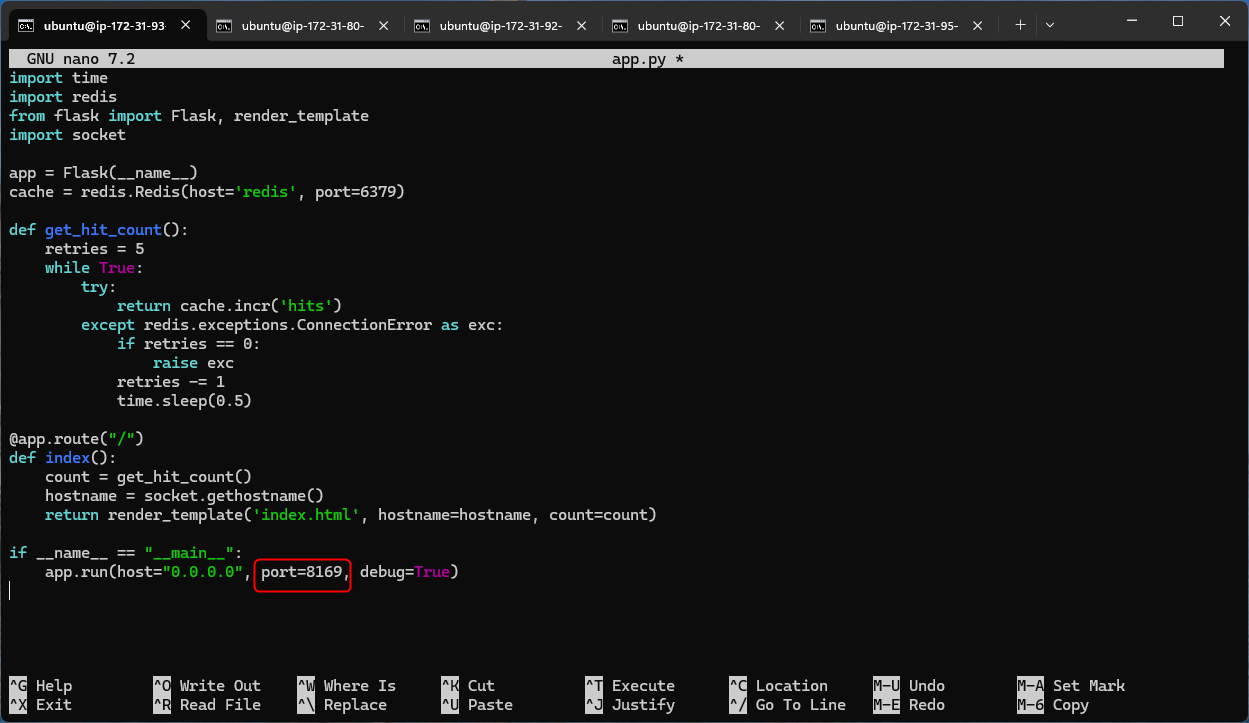 ubuntu@ip-172-31-93- ubuntu@ip-172-31-80- ubuntu@ip-172-31-92- ubuntu@ip-172-31-80- ubuntu@ip-172-31-95-
GNU nano 7.2 app.py *
import time
import redis
from flask import Flask, render_template
import socket
app = Flask(__name__)
cache = redis.Redis(host='redis', port=6379)
def get_hit_count():
    retries = 5
    while True:
        try:
            return cache.incr('hits')
        except redis.exceptions.ConnectionError as exc:
            if retries == 0:
                raise exc
            retries -= 1
            time.sleep(0.5)
@app.route("/")
def index():
    count = get_hit_count()
    hostname = socket.gethostname()
    return render_template('index.html', hostname=hostname, count=count)
if __name__ == "__main__":
    app.run(host="0.0.0.0", port=8169, debug=True)
^G Help ^O Write Out ^W Where Is ^K Cut ^T Execute ^C Location M-U Undo M-A Set Mark
^X Exit ^R Read File ^\ Replace ^U Paste ^J Justify ^/ Go To Line M-E Redo M-6 Copy